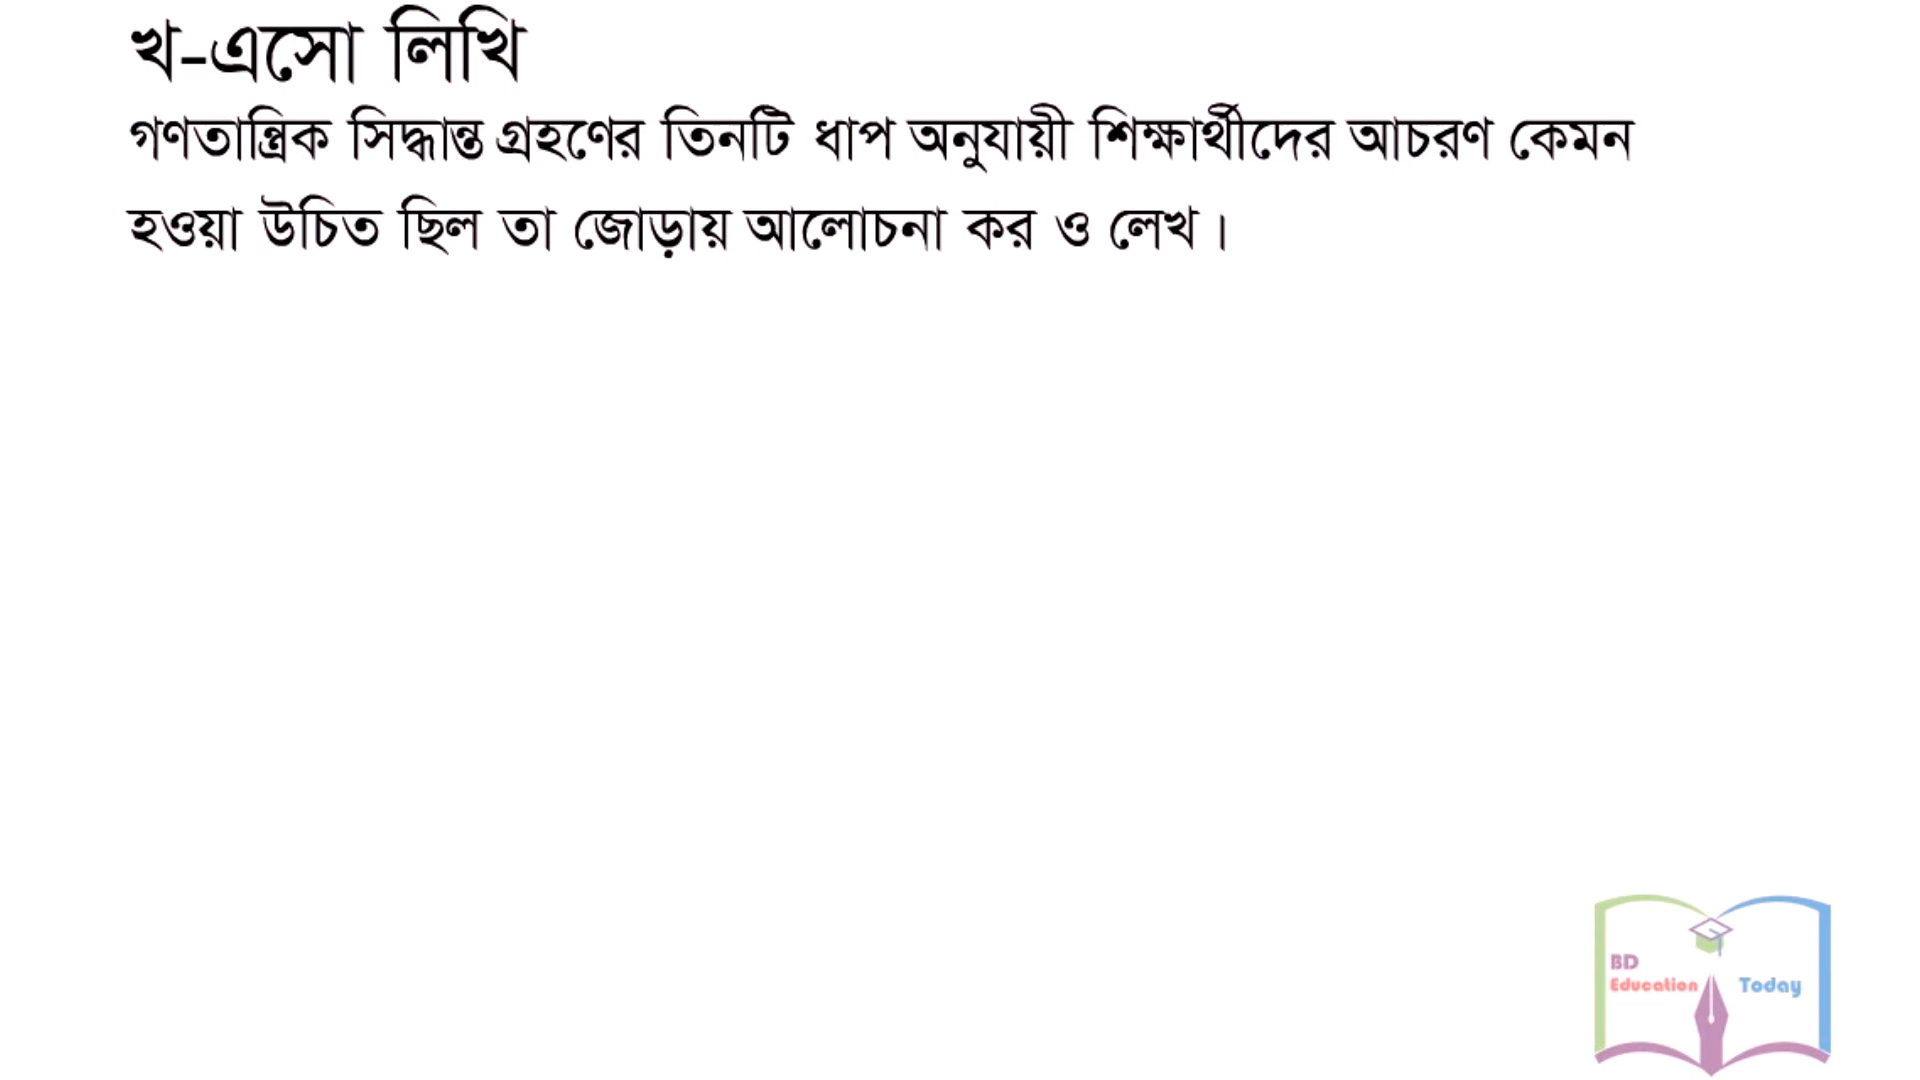 খ-এসো লিখি
গণতান্ত্রিক সিদ্ধান্ত গ্রহণের তিনটি ধাপ অনুযায়ী শিক্ষার্থীদের আচরণ কেমন
হওয়া উচিত ছিল তা জোড়ায় আলোচনা কর ও লেখ।
BD
Education Today